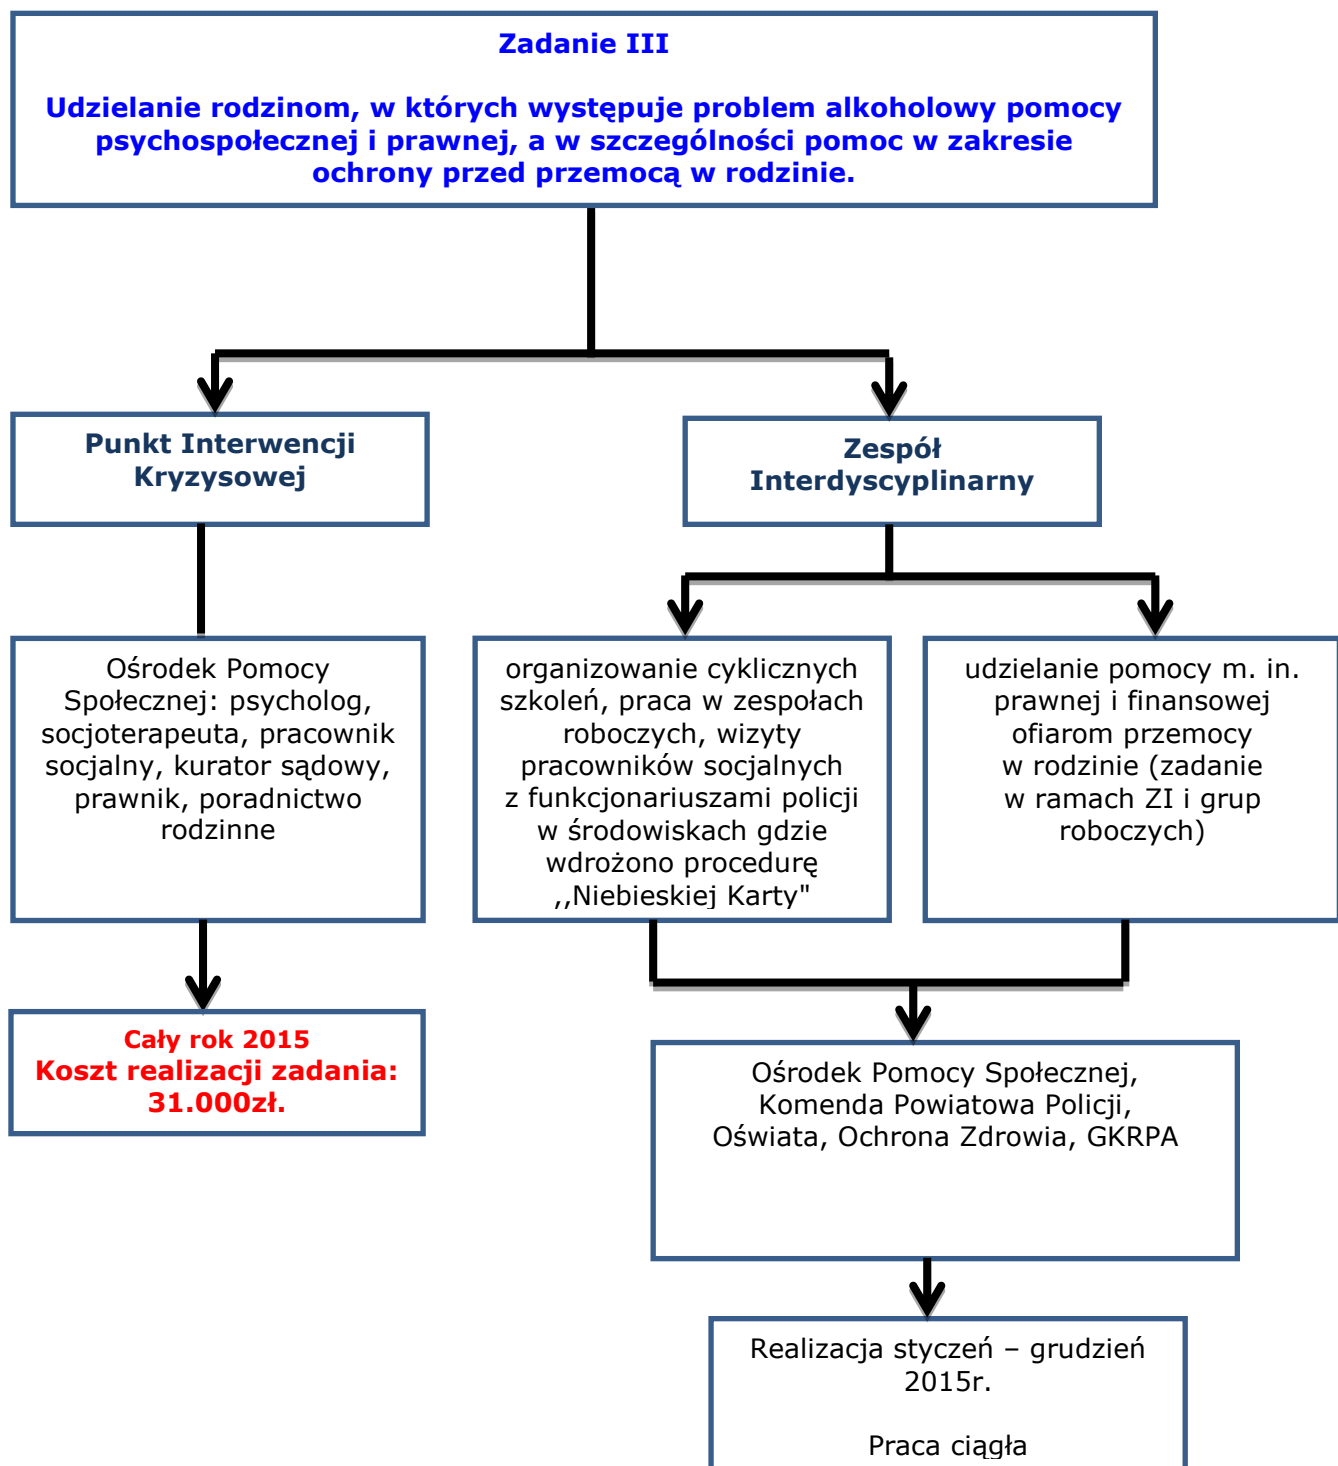 Zadanie III
Udzielanie rodzinom, w których występuje problem alkoholowy pomocy
psychospołecznej i prawnej, a w szczególności pomoc w zakresie
ochrony przed przemocą w rodzinie.
Punkt Interwencji
Kryzysowej
Zespół
Interdyscyplinarny
Ośrodek Pomocy
Społecznej: psycholog,
socjoterapeuta, pracownik
socjalny, kurator sądowy,
prawnik, poradnictwo
rodzinne
organizowanie cyklicznych
szkoleń, praca w zespołach
roboczych, wizyty
pracowników socjalnych
z funkcjonariuszami policji
w środowiskach gdzie
wdrożono procedurę
,,Niebieskiej Karty"
udzielanie pomocy m. in.
prawnej i finansowej
ofiarom przemocy
w rodzinie (zadanie
w ramach ZI i grup
roboczych)
Cały rok 2015
Koszt realizacji zadania:
31.000zł.
Ośrodek Pomocy Społecznej,
Komenda Powiatowa Policji,
Oświata, Ochrona Zdrowia, GKRPA
Realizacja styczeń – grudzień
2015r.
Praca ciągła